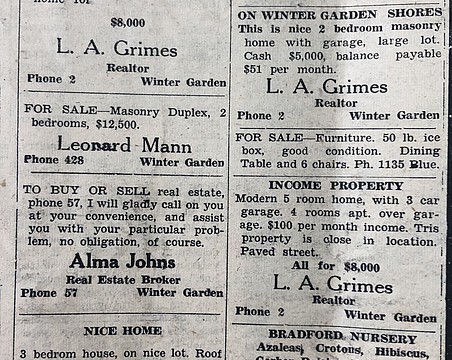 home for
$8,000
L. A. Grimes
Realtor
Phone 2 Winter Garden
FOR SALE—Masonry Duplex, 2
bedrooms, $12,500.
Leonard Mann
Phone 428 Winter Garden
TO BUY OR SELL real estate,
phone 57, I will gladly call on you
at your convenience, and assist
you with your particular prob-
lem, no obligation, of course.
Alma Johns
Real Estate Broker
Phone 57 Winter Garden
NICE HOME
3 bedrom house, on nice lot. Roof
ON WINTER GARDEN SHORES
This is nice 2 bedroom masonry
home with garage, large lot.
Cash $5,000, balance payable
$51 per month.
L. A. Grimes
Realtor
Phone 2 Winter Garden
FOR SALE—Furniture. 50 lb. ice
box, good condition. Dining
Table and 6 chairs. Ph. 1135 Blue.
INCOME PROPERTY
Modern 5 room home, with 3 car
garage. 4 rooms apt. over gar-
age. $100 per month income. Tris
property is close in location.
Paved street.
All for $8,000
L. A. Grimes
Realtor
Phone 2 Winter Garden
BRADFORD NURSERY
Azaleas, Crotons, Hibiscus,